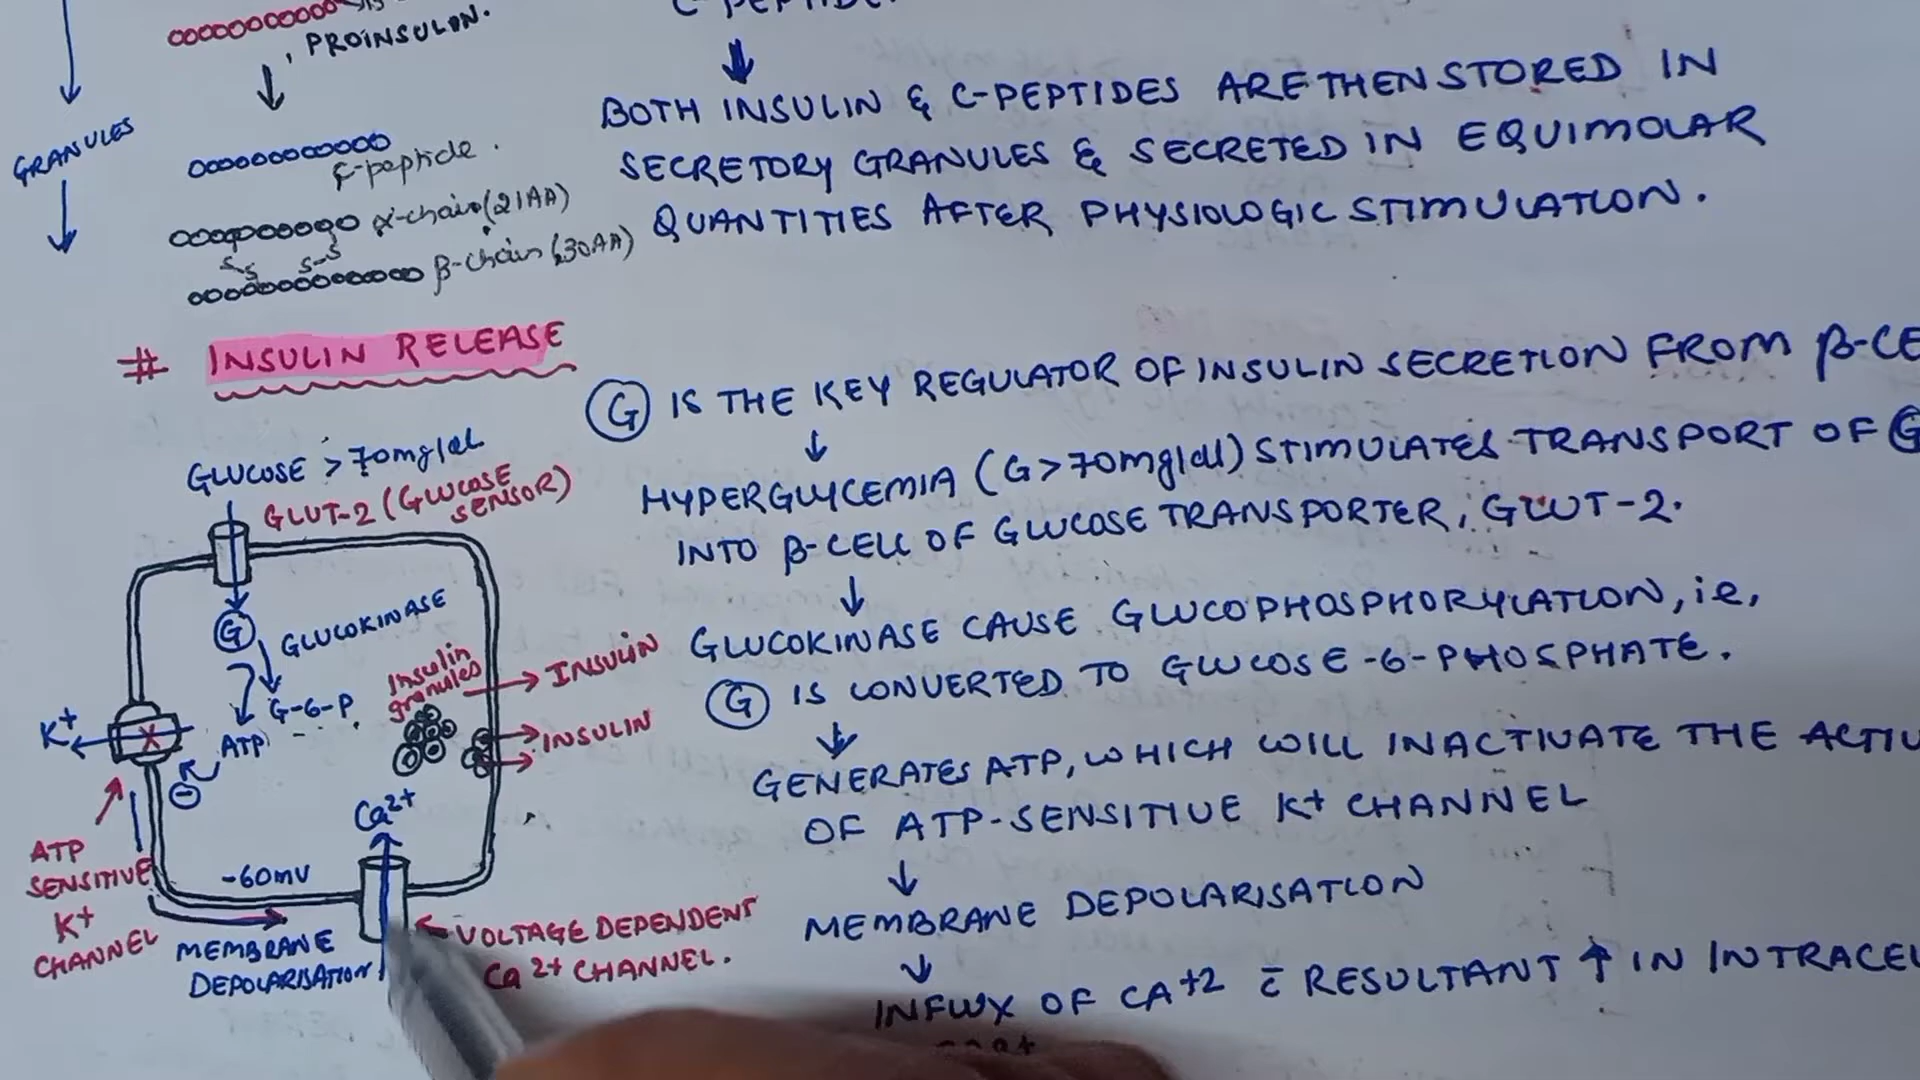 PROINSULIN.
GRANULES
C-peptide.
α-chain (21AA)
S S S-S
β-chain (30AA)
C-PEPTIDE.
BOTH INSULIN & C-PEPTIDES ARE THEN STORED IN
SECRETORY GRANULES & SECRETED IN EQUIMOLAR
QUANTITIES AFTER PHYSIOLOGIC STIMULATION.
# INSULIN RELEASE
GLUCOSE > 70mg/dl
GLUT-2 (GLUCOSE
SENSOR)
G
GLUCOKINASE
G-6-P
ATP
K+
X
Insulin
granules
INSULIN
INSULIN
Ca2+
-60mV
ATP
SENSITIVE
K+
CHANNEL
MEMBRANE
DEPOLARISATION
VOLTAGE DEPENDENT
Ca 2+ CHANNEL.
G IS THE KEY REGULATOR OF INSULIN SECRETION FROM β-CE
HYPERGLYCEMIA (G>70mg/dl) STIMULATES TRANSPORT OF G
INTO β-CELL OF GLUCOSE TRANSPORTER, GLUT-2.
GLUCOKINASE CAUSE GLUCOPHOSPHORYLATION, ie,
G IS CONVERTED TO GLUCOSE-6-PHOSPHATE.
GENERATES ATP, WHICH WILL INACTIVATE THE ACTIV
OF ATP-SENSITIVE K+ CHANNEL
MEMBRANE DEPOLARISATION
INFLUX OF CA+2 c̄ RESULTANT ↑ IN INTRACEL